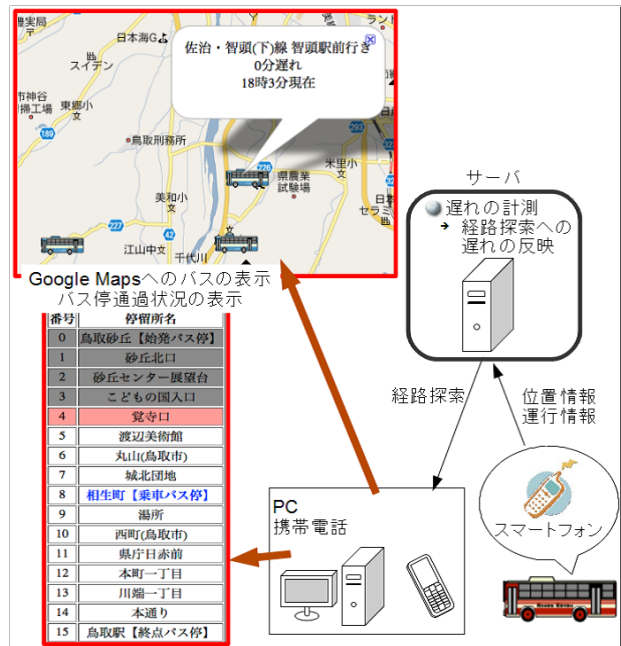 日本海G
スイデン
東郷小
文
189
鳥取刑務所
美和小
文
227
42
江山中文
千代川
226
県農業
試験場
米里小
文
293
佐治・智頭(下)線 智頭駅前行き
0分遅れ
18時3分現在
Google Mapsへのバスの表示
バス停通過状況の表示
番号 停留所名
0 鳥取砂丘【始発バス停】
1 砂丘北口
2 砂丘センター展望台
3 こどもの国入口
4 覚寺口
5 渡辺美術館
6 丸山(鳥取市)
7 城北団地
8 相生町【乗車バス停】
9 湯所
10 西町(鳥取市)
11 県庁日赤前
12 本町一丁目
13 川端一丁目
14 本通り
15 鳥取駅【終点バス停】
サーバ
遅れの計測
➔ 経路探索への
遅れの反映
経路探索
位置情報
運行情報
PC
携帯電話
スマートフォン